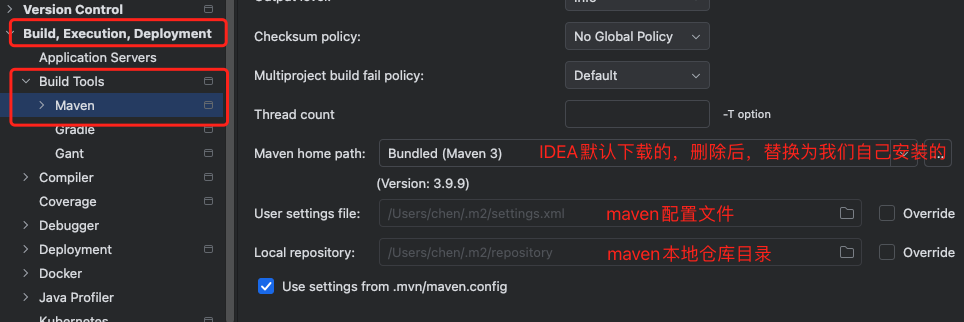 Version Control
Build, Execution, Deployment
Application Servers
Build Tools
Maven
Gradle
Gant
Compiler
Coverage
Debugger
Deployment
Docker
Java Profiler
Kubernetes
Output level:
Info
Checksum policy:
No Global Policy
Multiproject build fail policy:
Default
Thread count
-T option
Maven home path:
Bundled (Maven 3)
IDEA默认下载的，删除后，替换为我们自己安装的
(Version: 3.9.9)
User settings file:
/Users/chen/.m2/settings.xml
maven配置文件
Override
Local repository:
/Users/chen/.m2/repository
maven本地仓库目录
Override
Use settings from .mvn/maven.config